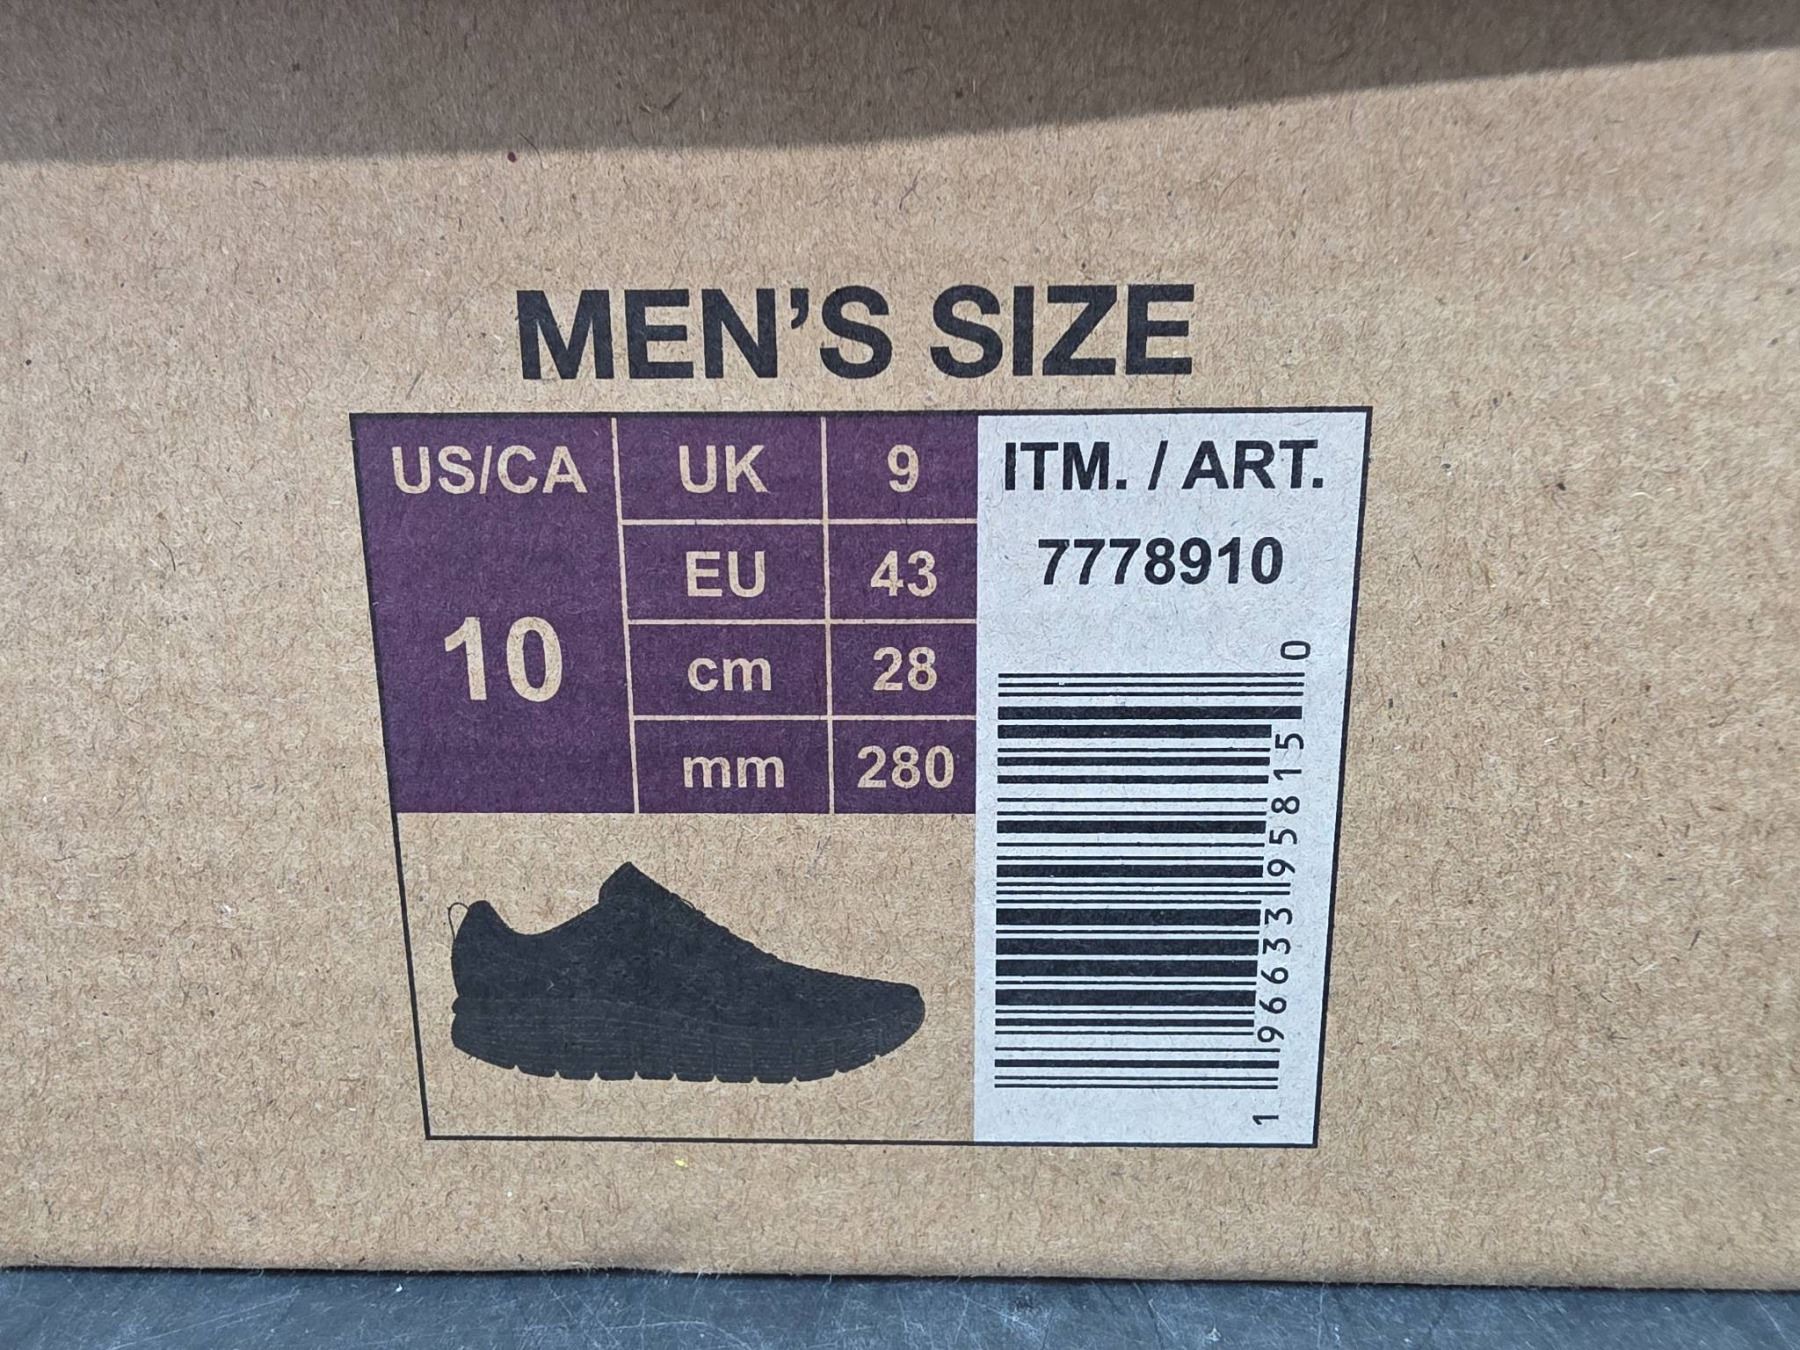 MEN'S SIZE
US/CA
10
UK 9
EU 43
cm 28
mm 280
ITM. / ART.
7778910
1 96633 95815 0